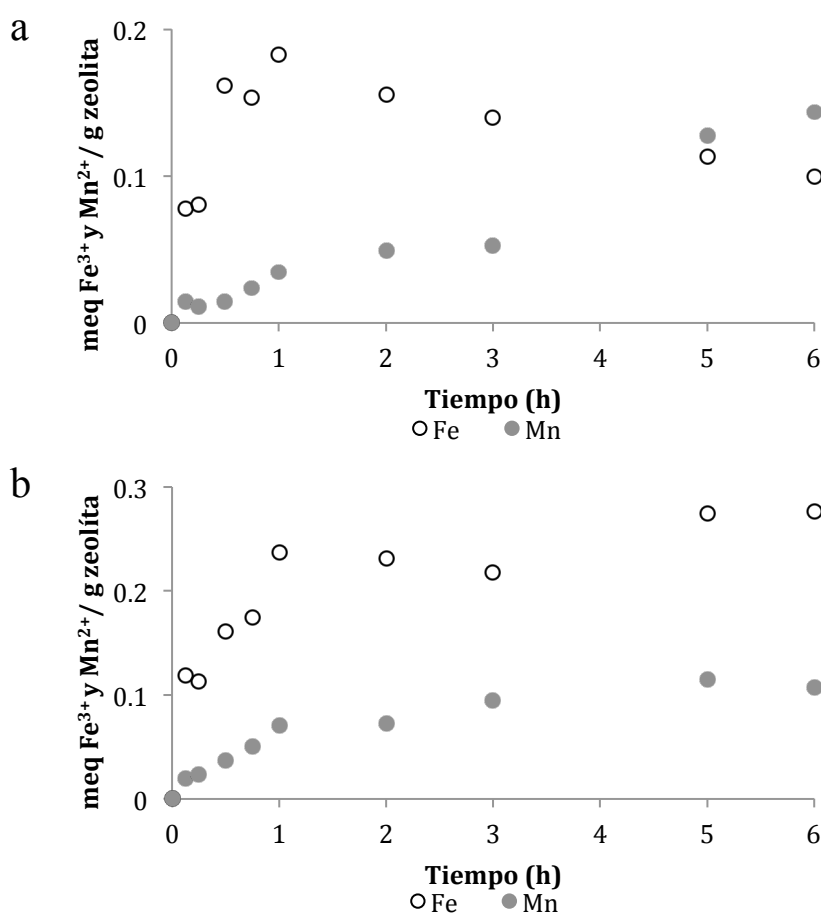 a
meq Fe³⁺ y Mn²⁺/ g zeolita
0.2
0.1
0
0 1 2 3 4 5 6
Tiempo (h)
Fe Mn
b
meq Fe³⁺ y Mn²⁺/ g zeolíta
0.3
0.2
0.1
0
0 1 2 3 4 5 6
Tiempo (h)
Fe Mn